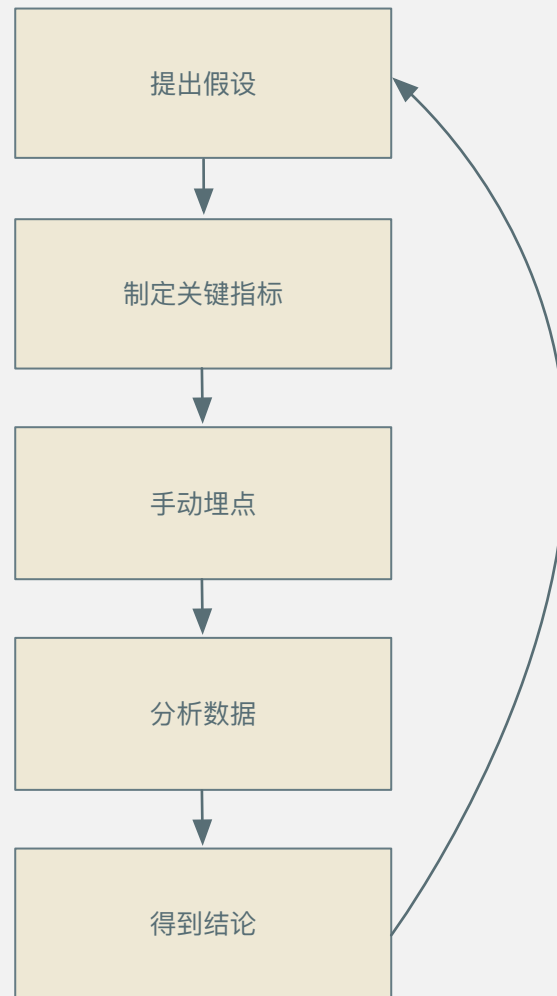 提出假设
制定关键指标
手动埋点
分析数据
得到结论